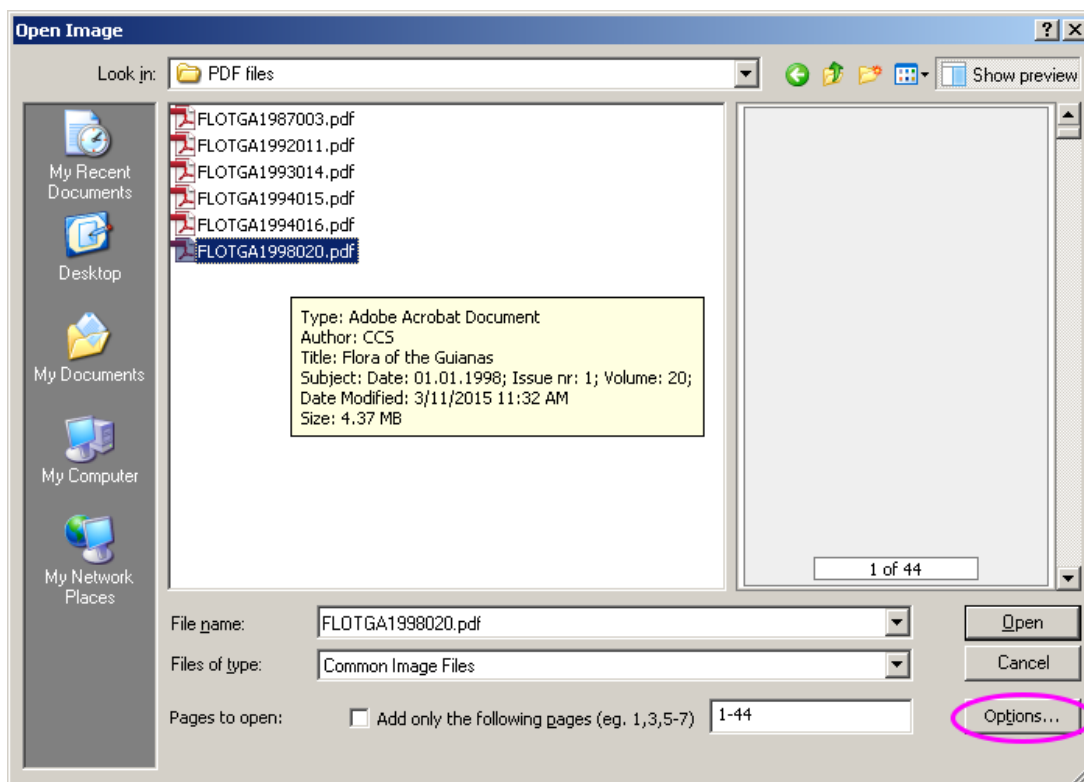 Open Image
Look in: PDF files Show preview
My Recent
Documents
Desktop
My Documents
My Computer
My Network
Places
FLOTGA1987003.pdf
FLOTGA1992011.pdf
FLOTGA1993014.pdf
FLOTGA1994015.pdf
FLOTGA1994016.pdf
FLOTGA1998020.pdf
Type: Adobe Acrobat Document
Author: CCS
Title: Flora of the Guianas
Subject: Date: 01.01.1998; Issue nr: 1; Volume: 20;
Date Modified: 3/11/2015 11:32 AM
Size: 4.37 MB
1 of 44
File name: FLOTGA1998020.pdf Open
Files of type: Common Image Files Cancel
Pages to open: Add only the following pages (eg. 1,3,5-7) 1-44 Options...